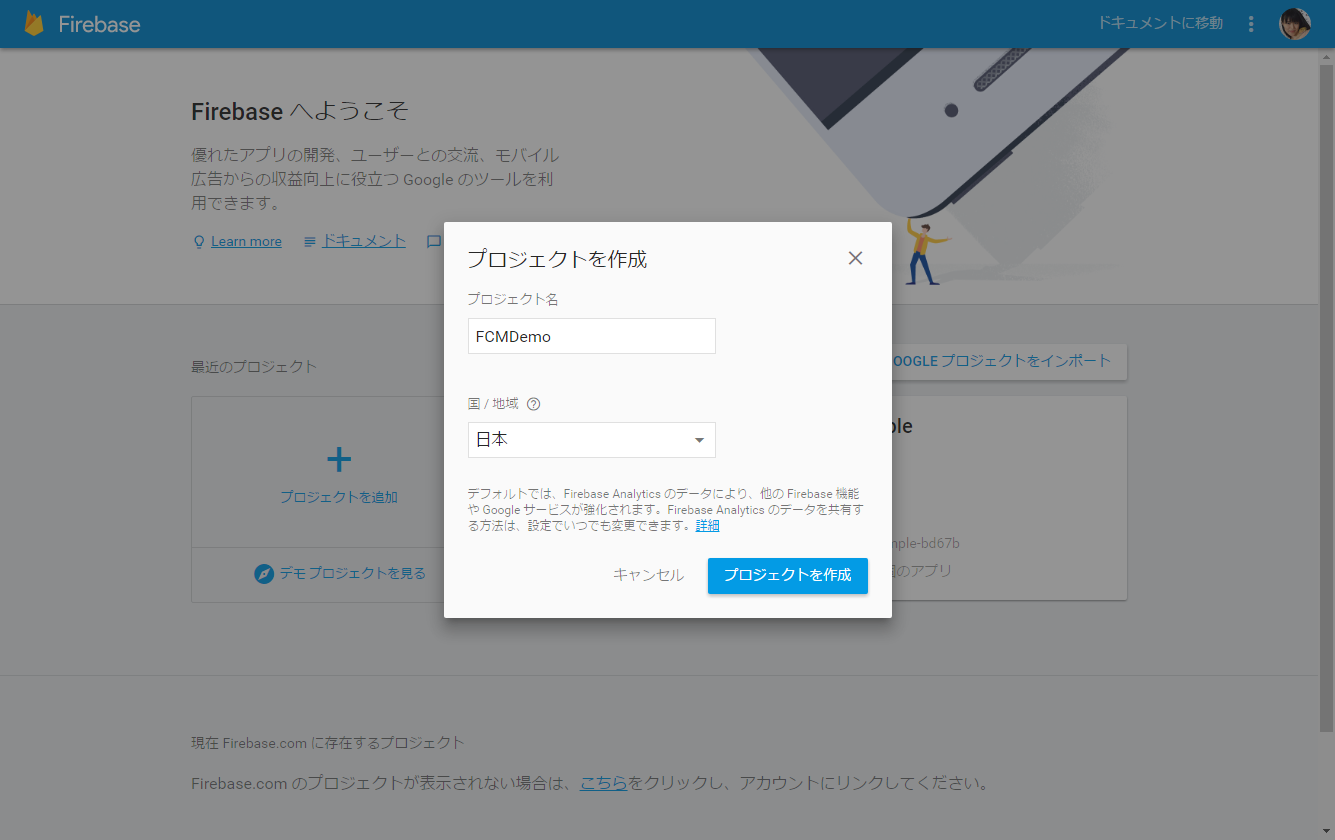 Firebase
ドキュメントに移動
Firebase へようこそ
優れたアプリの開発、ユーザーとの交流、モバイル
広告からの収益向上に役立つ Google のツールを利
用できます。
Learn more
ドキュメント
プロジェクトを作成
プロジェクト名
FCMDemo
国 / 地域
日本
デフォルトでは、Firebase Analytics のデータにより、他の Firebase 機能
や Google サービスが強化されます。Firebase Analytics のデータを共有す
る方法は、設定でいつでも変更できます。詳細
キャンセル
プロジェクトを作成
最近のプロジェクト
OOGLE プロジェクトをインポート
プロジェクトを追加
デモ プロジェクトを見る
ple
mple-bd67b
のアプリ
現在 Firebase.com に存在するプロジェクト
Firebase.com のプロジェクトが表示されない場合は、こちらをクリックし、アカウントにリンクしてください。